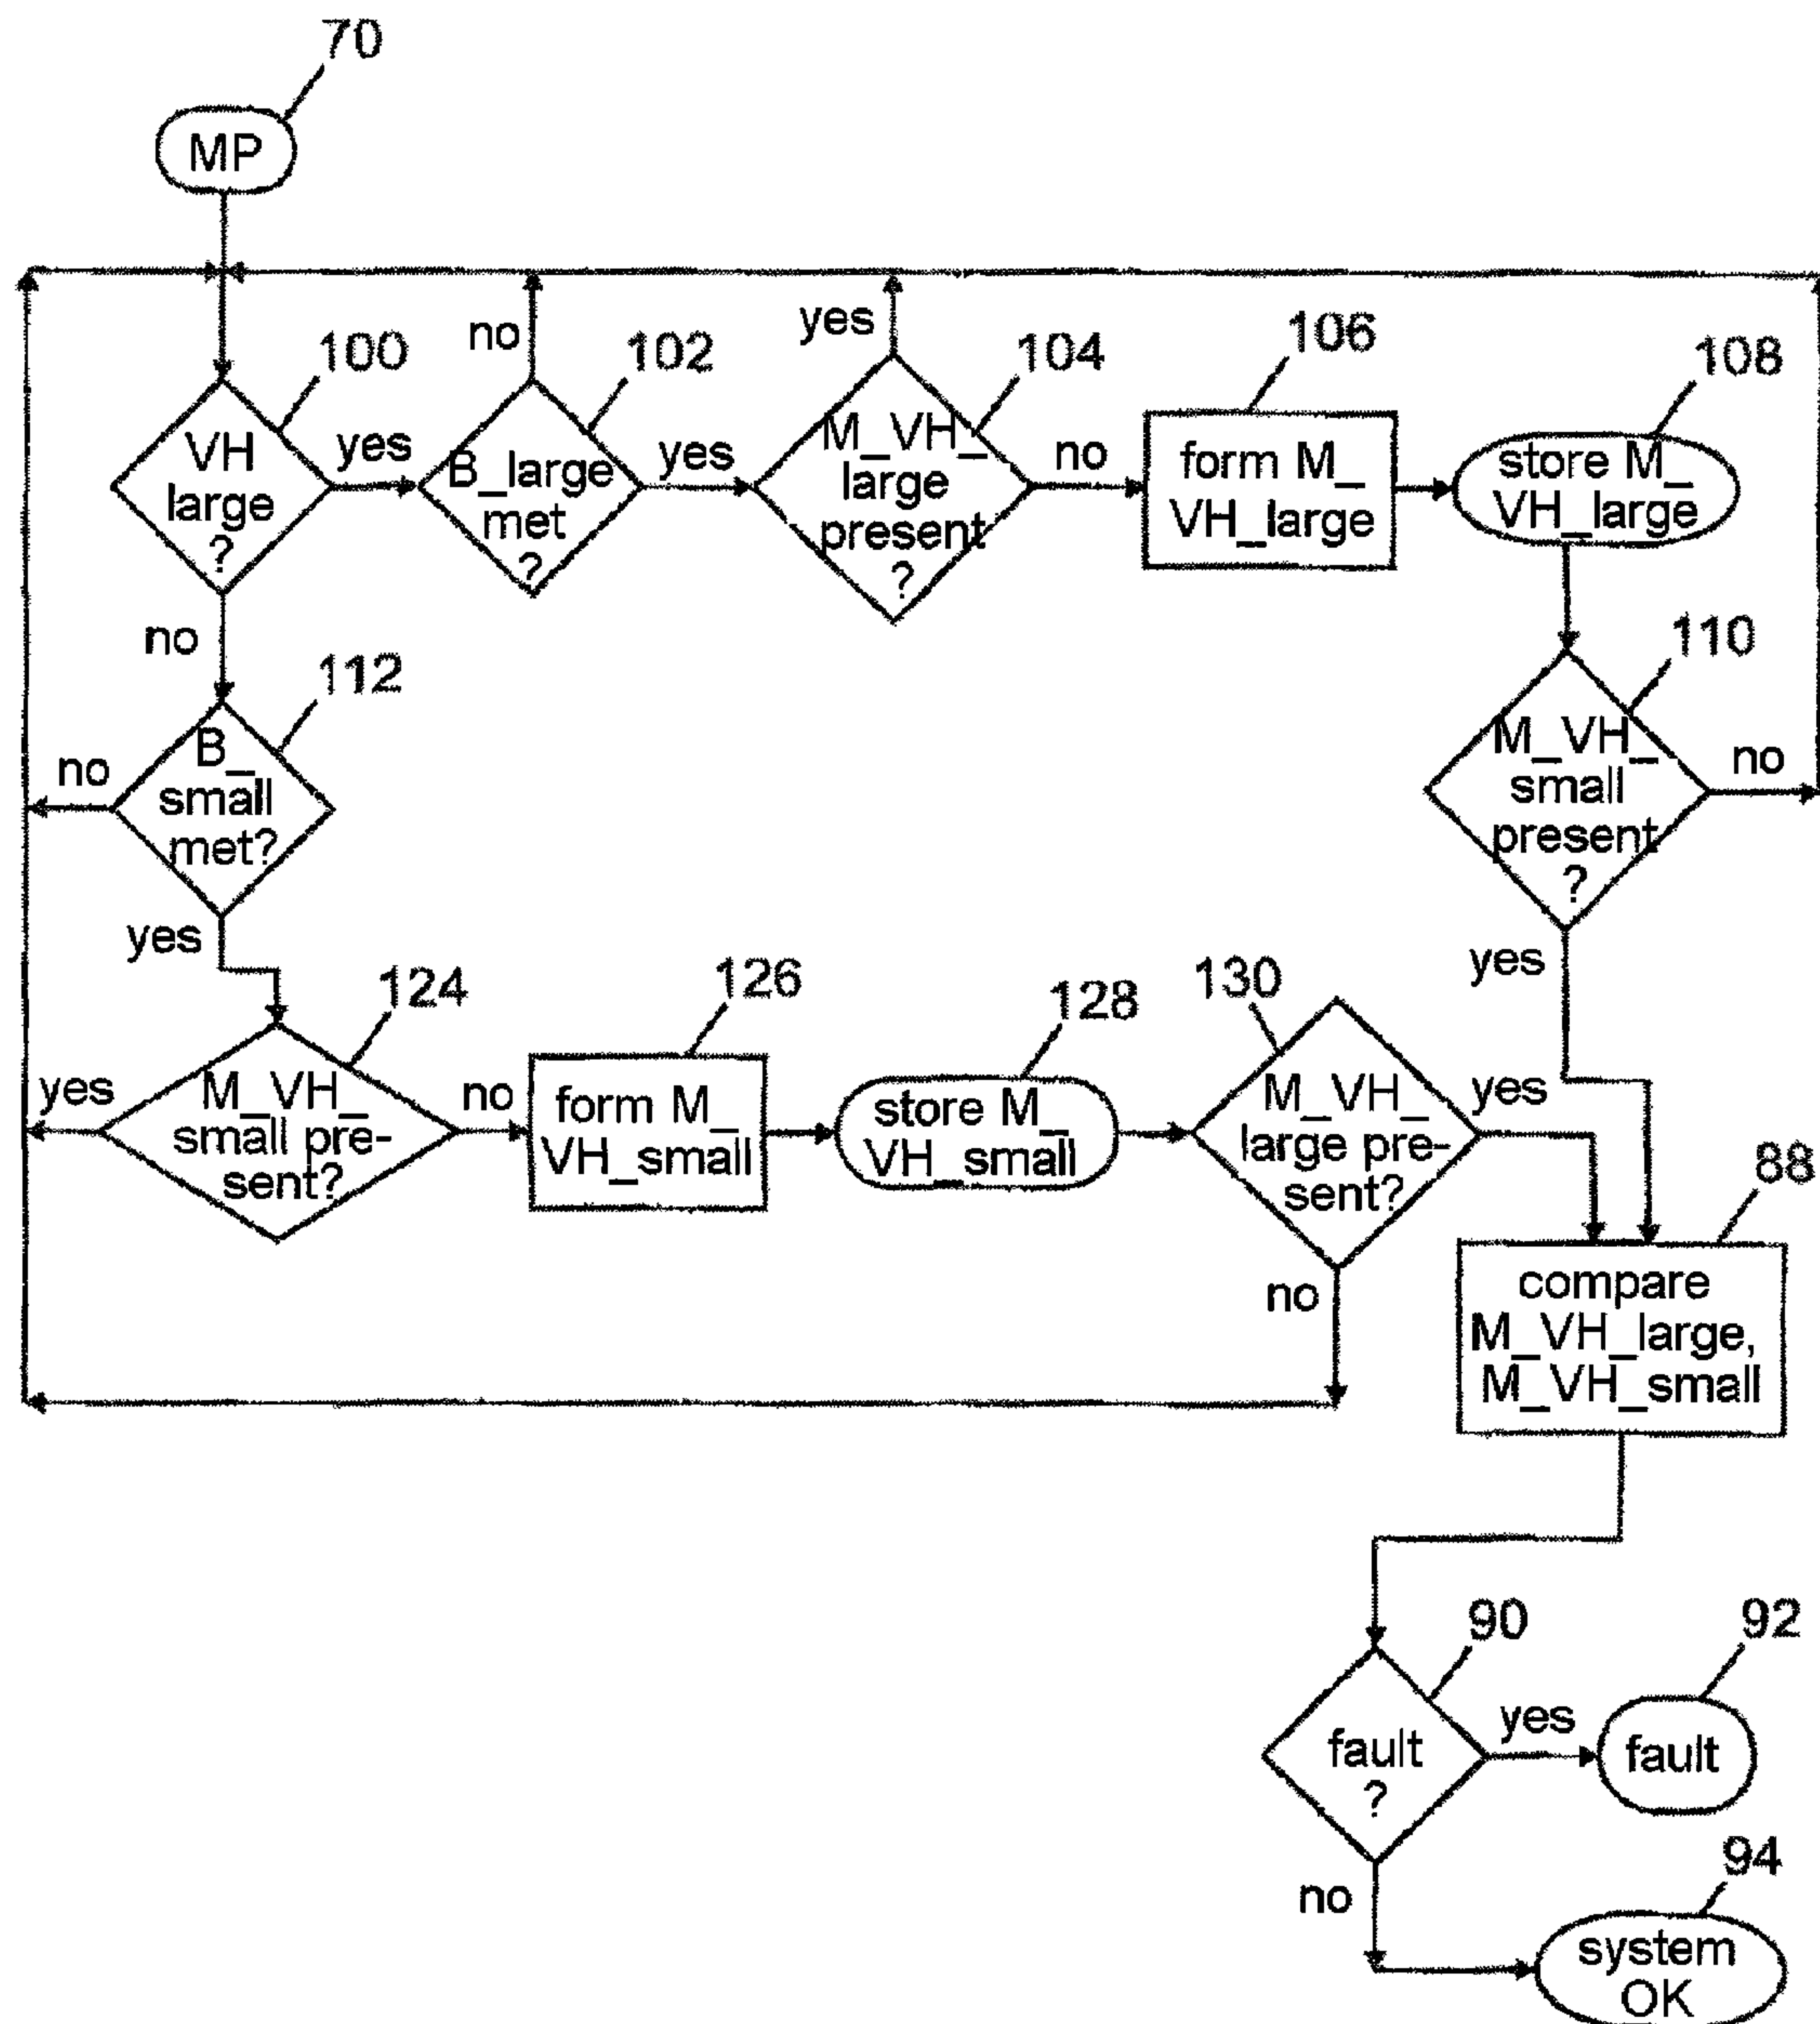 70
MP
100
VH
large
?
yes
no
102
B_large
met
?
no
yes
104
M_VH_
large
present
?
yes
no
106
form M_
VH_large
108
store M_
VH_large
110
M_VH_
small
present
?
no
yes
112
B_
small
met?
no
yes
124
M_VH_
small pre-
sent?
yes
no
126
form M_
VH_small
128
store M_
VH_small
130
M_VH_
large pre-
sent?
yes
no
88
compare
M_VH_large,
M_VH_small
90
fault
?
yes
no
92
fault
94
system
OK